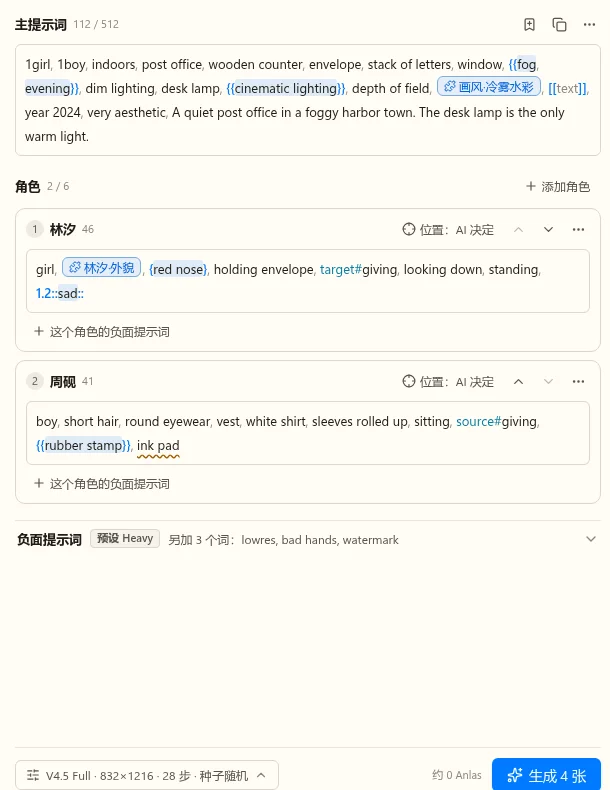 主提示词 112 / 512
1girl, 1boy, indoors, post office, wooden counter, envelope, stack of letters, window, {{fog,
evening}}, dim lighting, desk lamp, {{cinematic lighting}}, depth of field, 画风·冷雾水彩, [[text]],
year 2024, very aesthetic, A quiet post office in a foggy harbor town. The desk lamp is the only
warm light.
角色 2 / 6 添加角色
1 林汐 46 位置：AI 决定
girl, 林汐·外貌, {red nose}, holding envelope, target#giving, looking down, standing,
1.2::sad::
这个角色的负面提示词
2 周砚 41 位置：AI 决定
boy, short hair, round eyewear, vest, white shirt, sleeves rolled up, sitting, source#giving,
{{rubber stamp}}, ink pad
这个角色的负面提示词
负面提示词 预设 Heavy 另加 3 个词：lowres, bad hands, watermark
V4.5 Full · 832×1216 · 28 步 · 种子随机 约 0 Anlas 生成 4 张